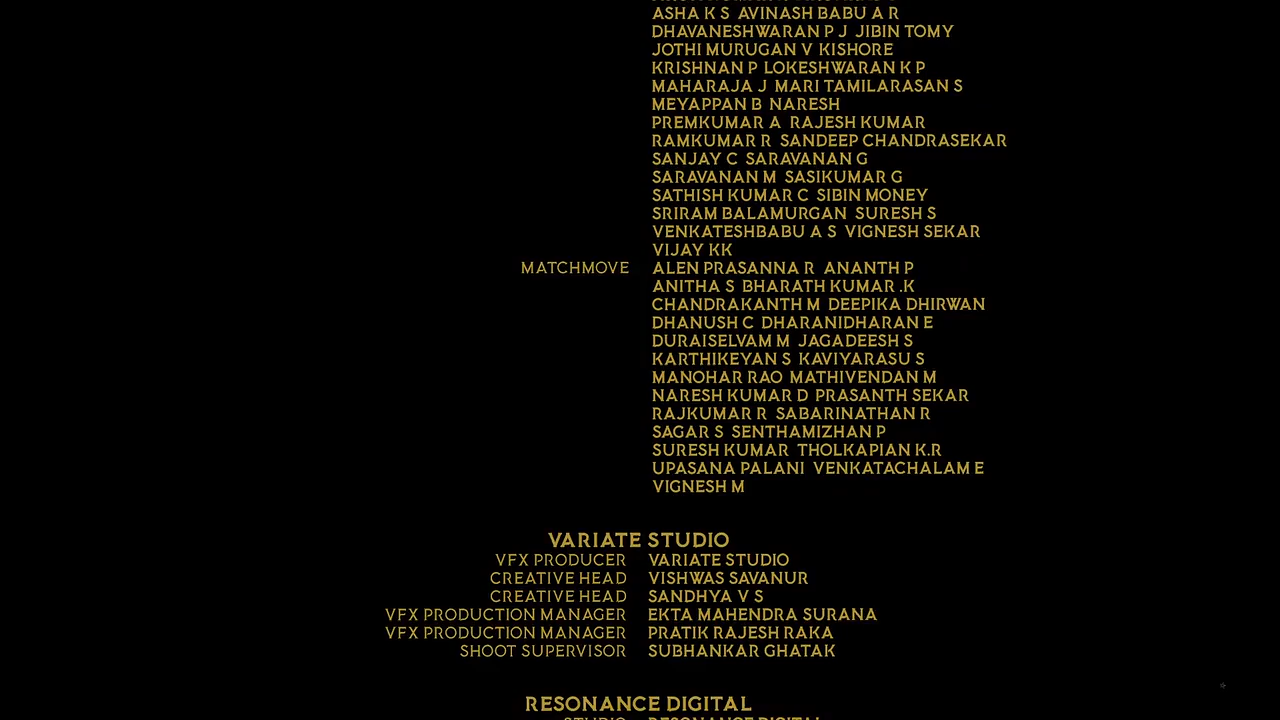 ASHA K S AVINASH BABU A R
DHAVANESHWARAN P J JIBIN TOMY
JOTHI MURUGAN V KISHORE
KRISHNAN P LOKESHWARAN K P
MAHARAJA J MARI TAMILARASAN S
MEYAPPAN B NARESH
PREMKUMAR A RAJESH KUMAR
RAMKUMAR R SANDEEP CHANDRASEKAR
SANJAY C SARAVANAN G
SARAVANAN M SASIKUMAR G
SATHISH KUMAR C SIBIN MONEY
SRIRAM BALAMURGAN SURESH S
VENKATESHBABU A S VIGNESH SEKAR
VIJAY KK
MATCHMOVE ALEN PRASANNA R ANANTH P
ANITHA S BHARATH KUMAR .K
CHANDRAKANTH M DEEPIKA DHIRWAN
DHANUSH C DHARANIDHARAN E
DURAISELVAM M JAGADEESH S
KARTHIKEYAN S KAVIYARASU S
MANOHAR RAO MATHIVENDAN M
NARESH KUMAR D PRASANTH SEKAR
RAJKUMAR R SABARINATHAN R
SAGAR S SENTHAMIZHAN P
SURESH KUMAR THOLKAPIAN K.R
UPASANA PALANI VENKATACHALAM E
VIGNESH M
VARIATE STUDIO
VFX PRODUCER VARIATE STUDIO
CREATIVE HEAD VISHWAS SAVANUR
CREATIVE HEAD SANDHYA V S
VFX PRODUCTION MANAGER EKTA MAHENDRA SURANA
VFX PRODUCTION MANAGER PRATIK RAJESH RAKA
SHOOT SUPERVISOR SUBHANKAR GHATAK
RESONANCE DIGITAL
STUDIO RESONANCE DIGITAL